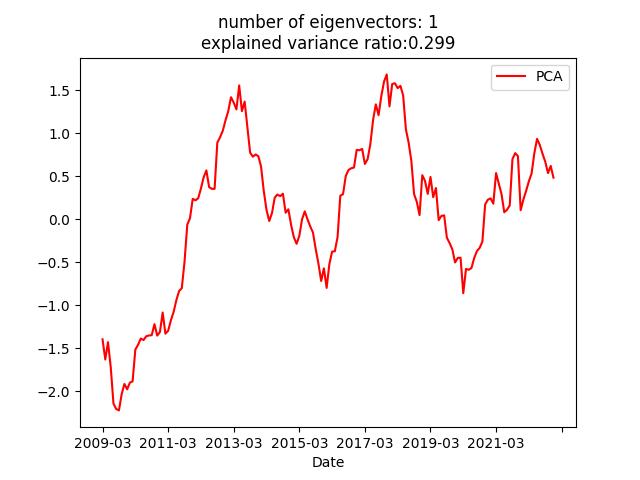 number of eigenvectors: 1
explained variance ratio:0.299
PCA
1.5
1.0
0.5
0.0
−0.5
−1.0
−1.5
−2.0
2009-03 2011-03 2013-03 2015-03 2017-03 2019-03 2021-03
Date